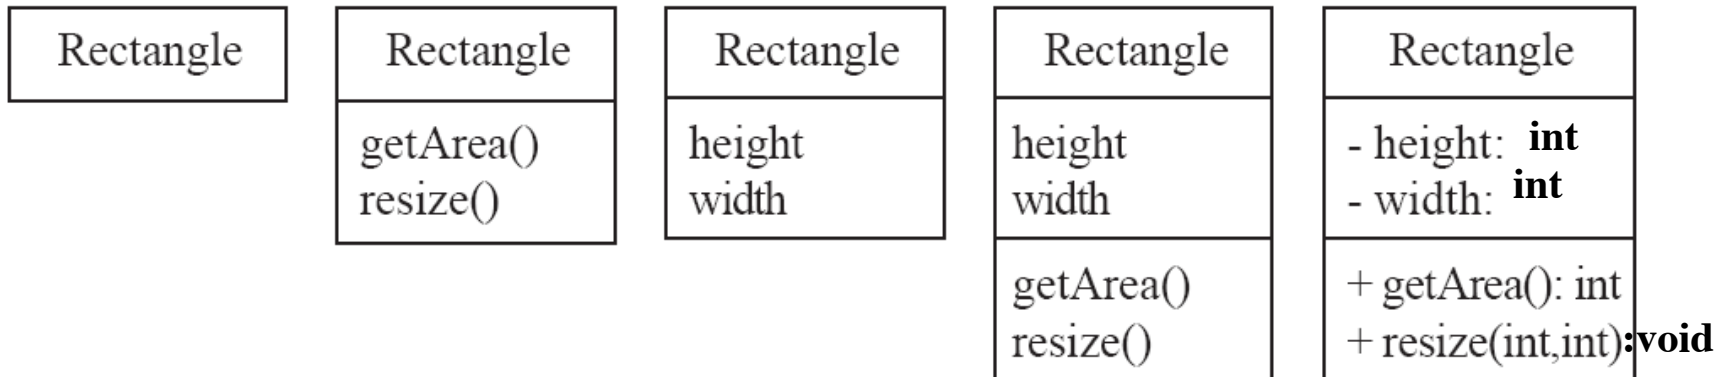 Rectangle
Rectangle
getArea()
resize()
Rectangle
height
width
Rectangle
height
width
getArea()
resize()
Rectangle
- height: int
- width: int
+ getArea(): int
+ resize(int,int):void